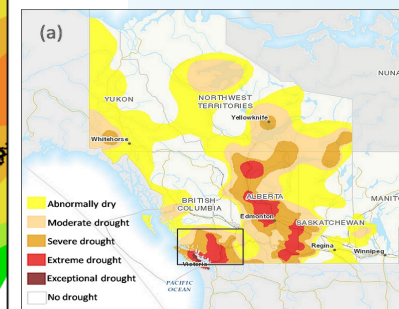 (a)
YUKON
NORTHWEST
TERRITORIES
NUNA
Yellowknife
Whitehorse
BRITISH
COLUMBIA
ALBERTA
Edmonton
SASKATCHEWAN
MANIT
Regina
Winnipeg
Victoria
PACIFIC
OCEAN
Abnormally dry
Moderate drought
Severe drought
Extreme drought
Exceptional drought
No drought